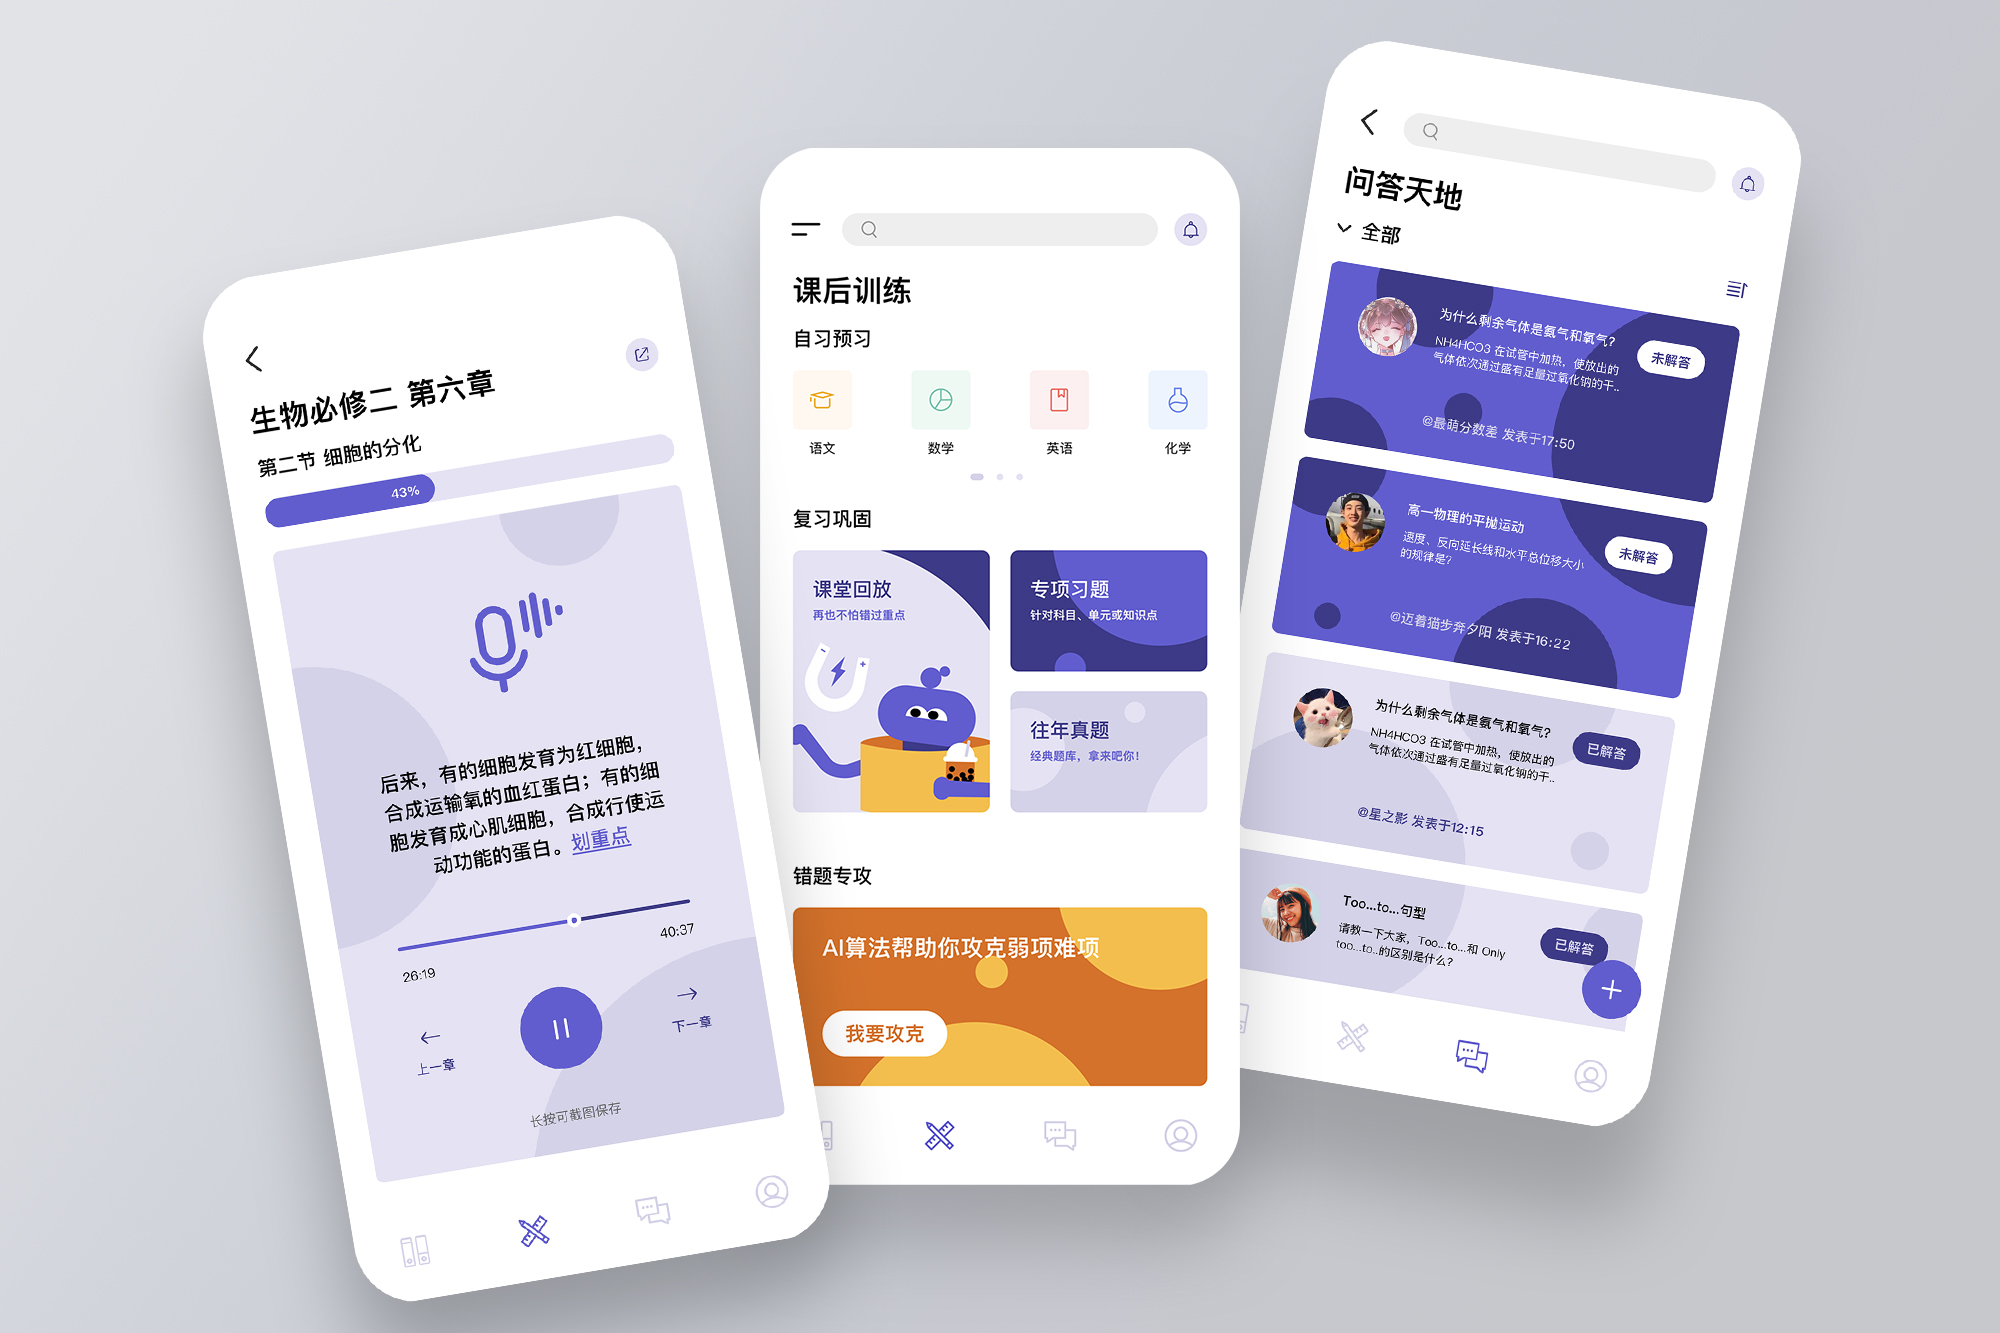 生物必修二 第六章
第二节 细胞的分化
43%
后来，有的细胞发育为红细胞，
合成运输氧的血红蛋白；有的细
胞发育成心肌细胞，合成行使运
动功能的蛋白。划重点
26:19
40:37
上一章
下一章
长按可截图保存
课后训练
自习预习
语文
数学
英语
化学
复习巩固
课堂回放
再也不怕错过重点
专项习题
针对科目、单元或知识点
往年真题
经典题库，拿来吧你！
错题专攻
AI算法帮助你攻克弱项难项
我要攻克
问答天地
全部
为什么剩余气体是氨气和氧气？
NH4HCO3 在试管中加热，使放出的
气体依次通过盛有足量过氧化钠的干..
未解答
@最萌分数差 发表于17:50
高一物理的平抛运动
速度、反向延长线和水平总位移大小
的规律是？
未解答
@迈着猫步奔夕阳 发表于16:22
为什么剩余气体是氨气和氧气？
NH4HCO3 在试管中加热，使放出的
气体依次通过盛有足量过氧化钠的干..
已解答
@星之影 发表于12:15
Too...to...句型
请教一下大家，Too...to...和 Only
too...to..的区别是什么？
已解答